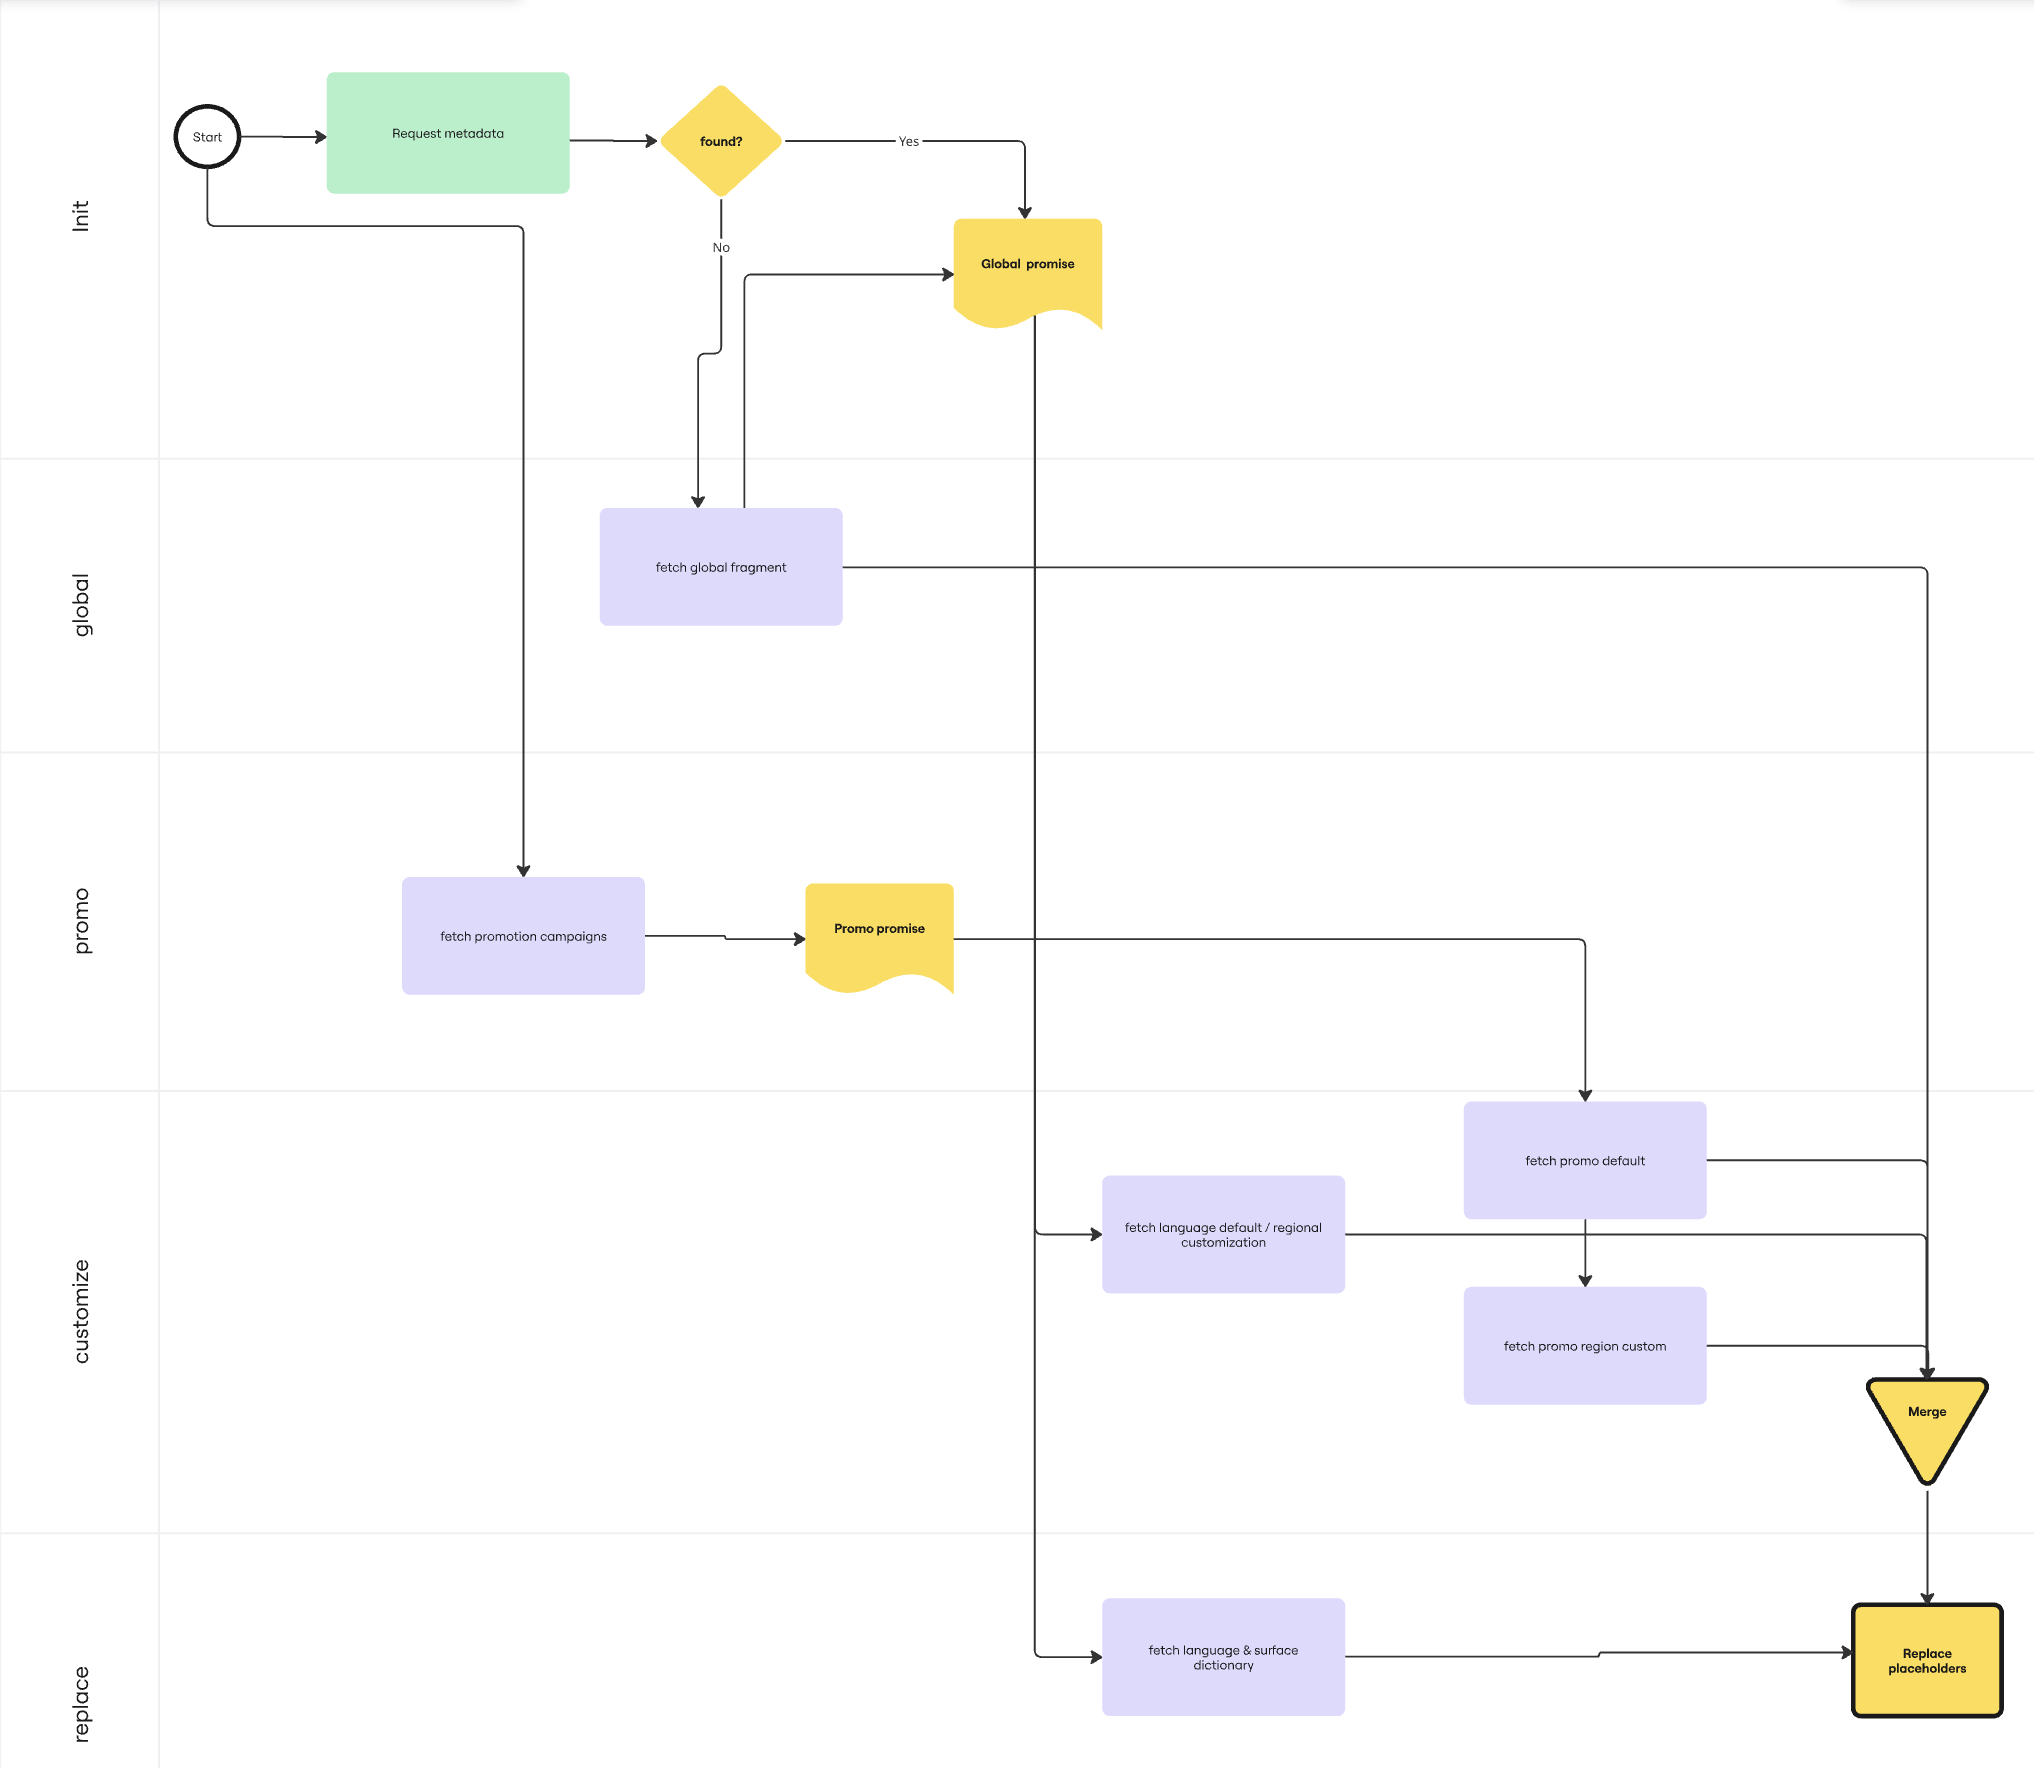 Init
Start
Request metadata
found?
Yes
No
Global promise
global
fetch global fragment
promo
fetch promotion campaigns
Promo promise
customize
fetch promo default
fetch language default / regional
customization
fetch promo region custom
Merge
replace
fetch language & surface
dictionary
Replace
placeholders